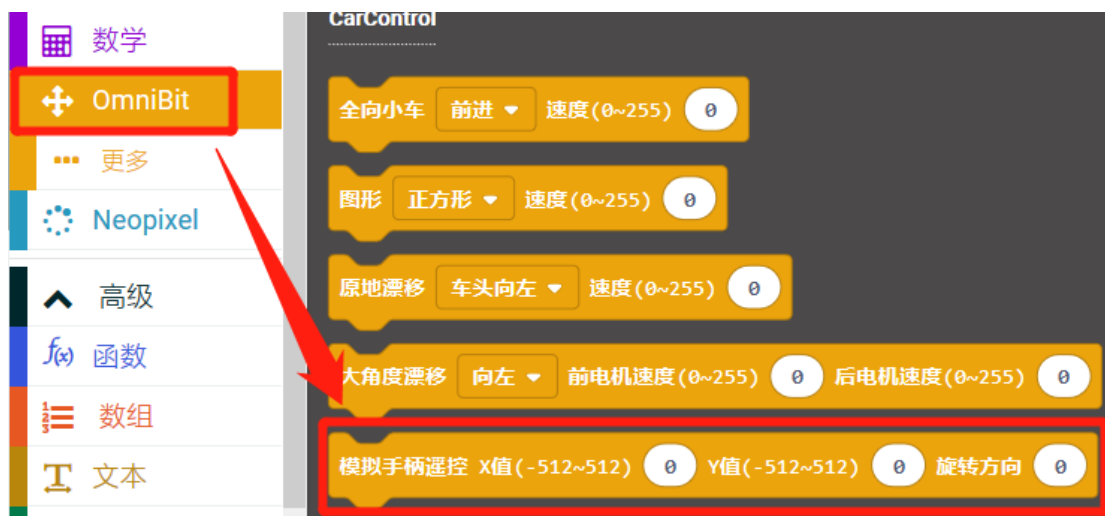 数学
OmniBit
更多
Neopixel
高级
f(x) 函数
数组
T 文本
CarControl
全向小车 前进 速度(0~255) 0
图形 正方形 速度(0~255) 0
原地漂移 车头向左 速度(0~255) 0
大角度漂移 向左 前电机速度(0~255) 0 后电机速度(0~255) 0
模拟手柄遥控 X值(-512~512) 0 Y值(-512~512) 0 旋转方向 0